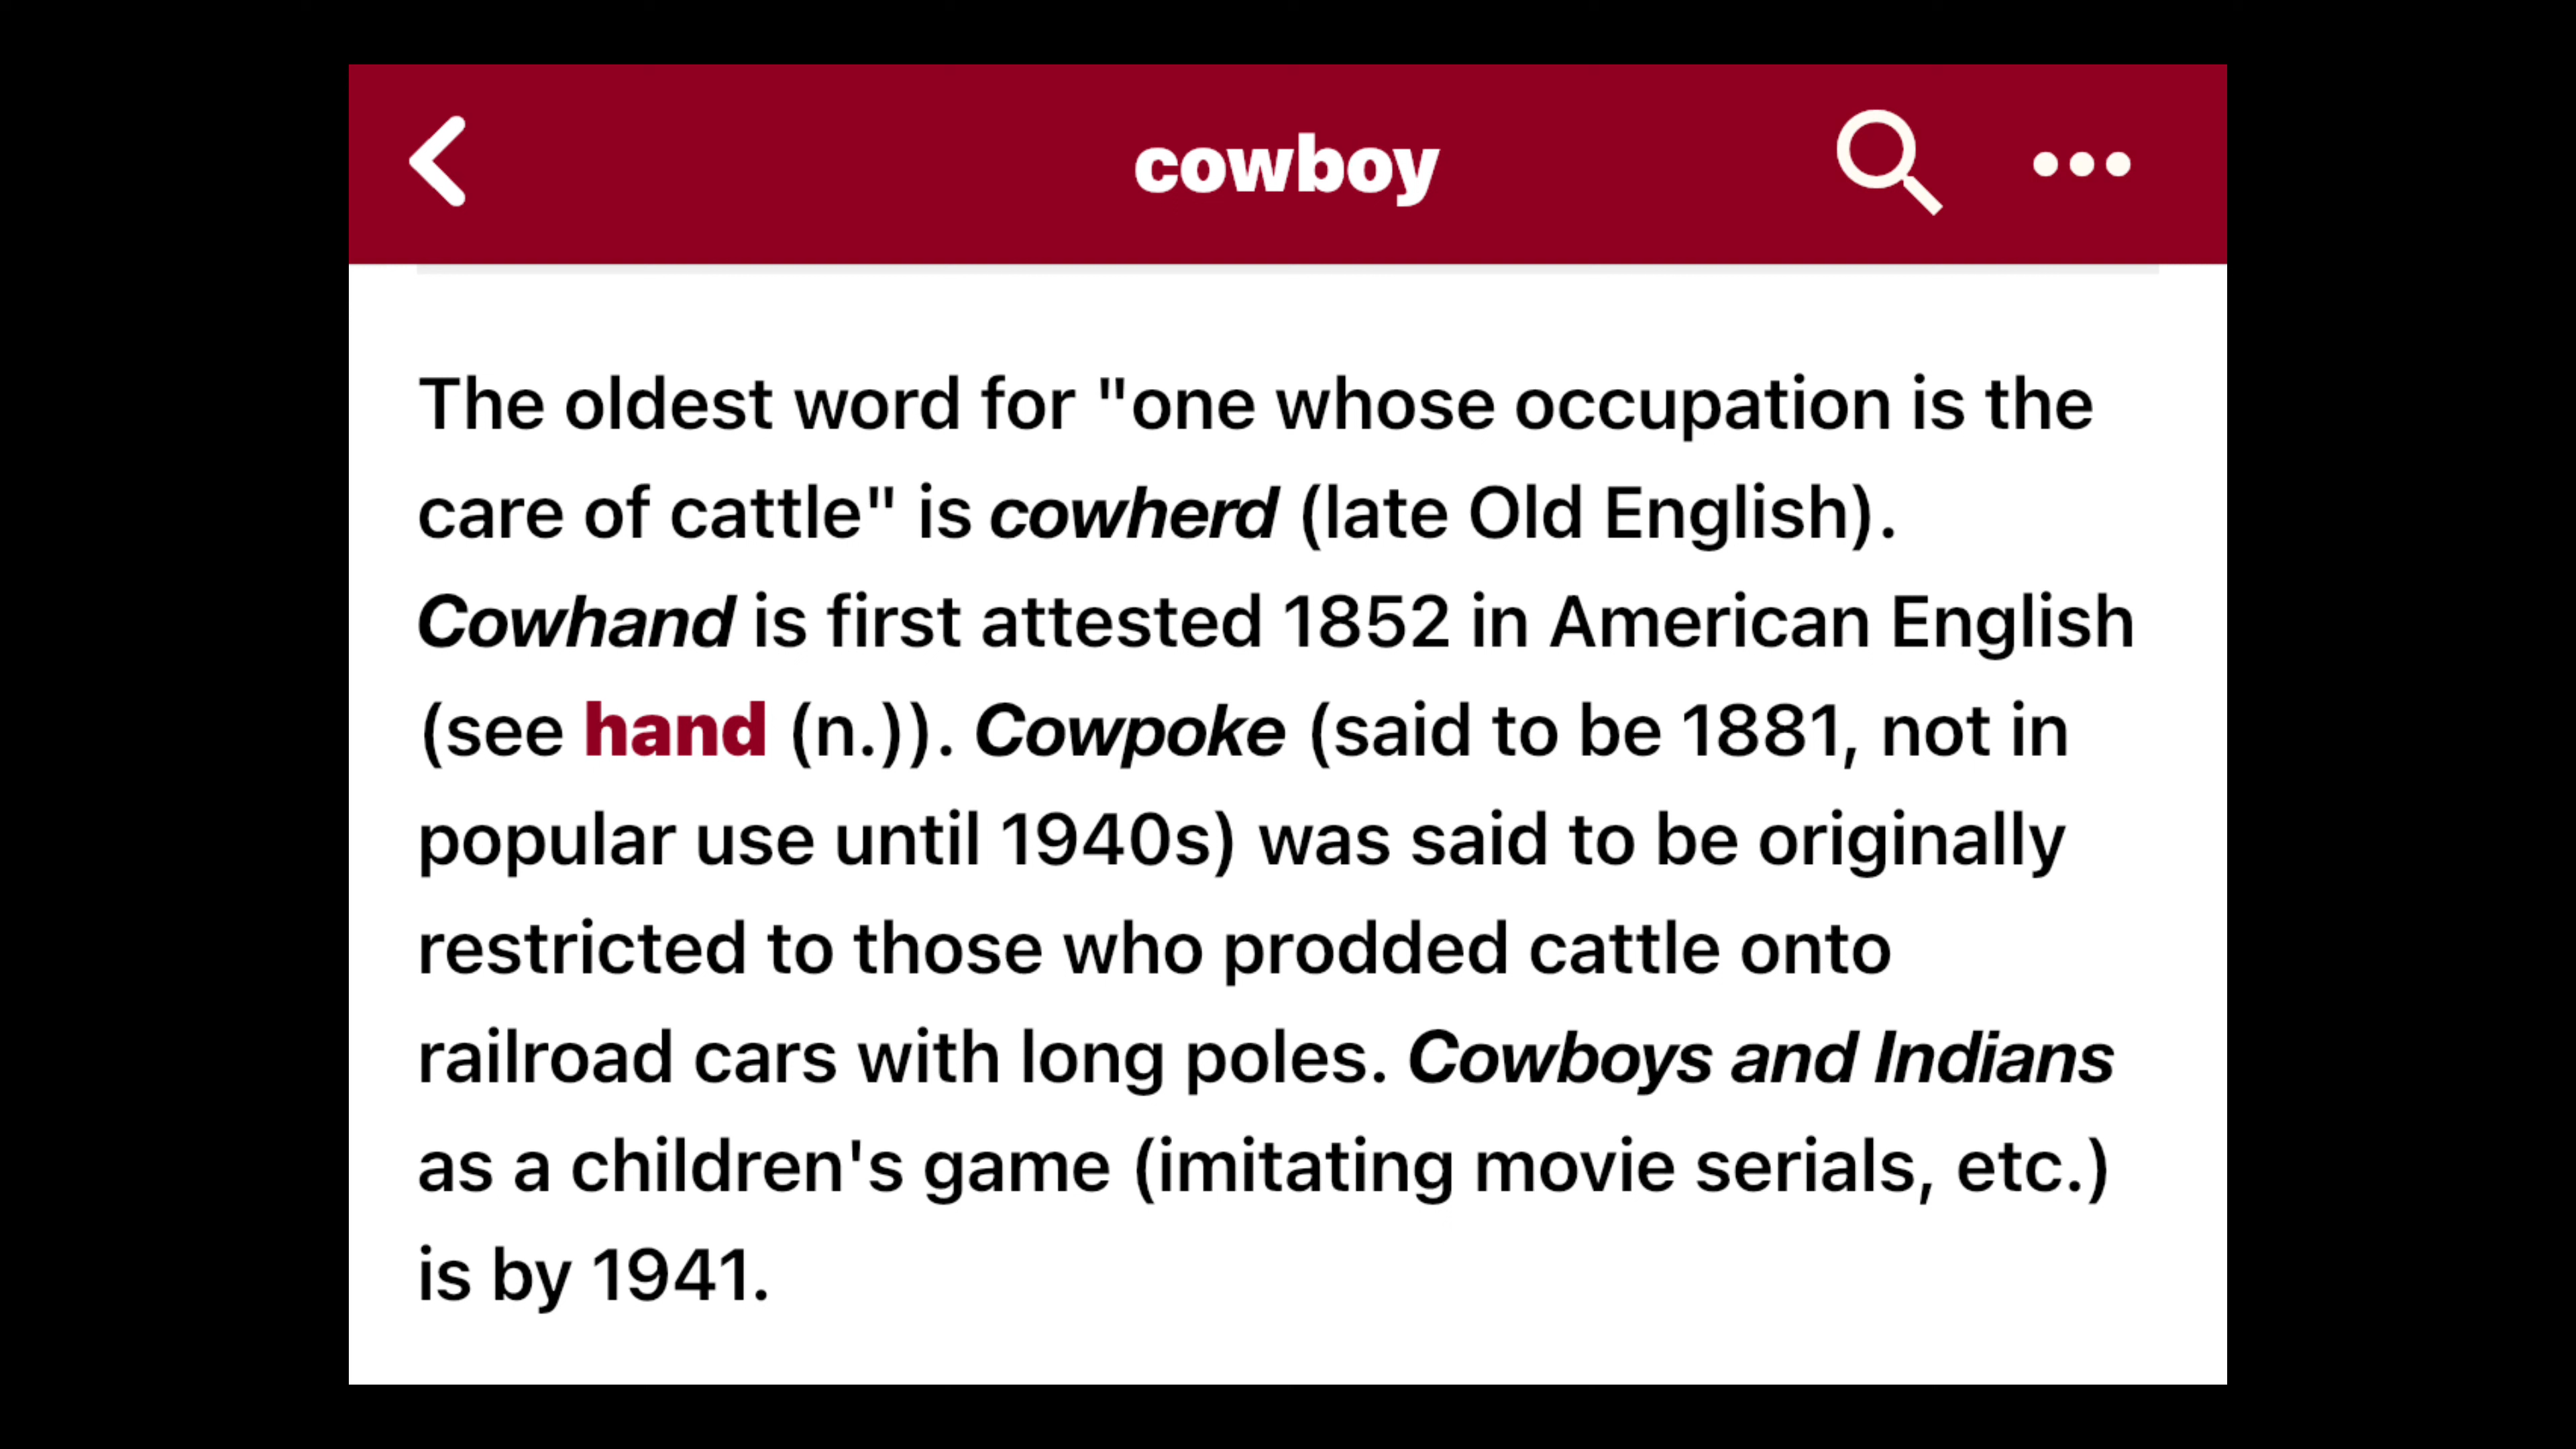 cowboy
The oldest word for "one whose occupation is the
care of cattle" is cowherd (late Old English).
Cowhand is first attested 1852 in American English
(see hand (n.)). Cowpoke (said to be 1881, not in
popular use until 1940s) was said to be originally
restricted to those who prodded cattle onto
railroad cars with long poles. Cowboys and Indians
as a children's game (imitating movie serials, etc.)
is by 1941.